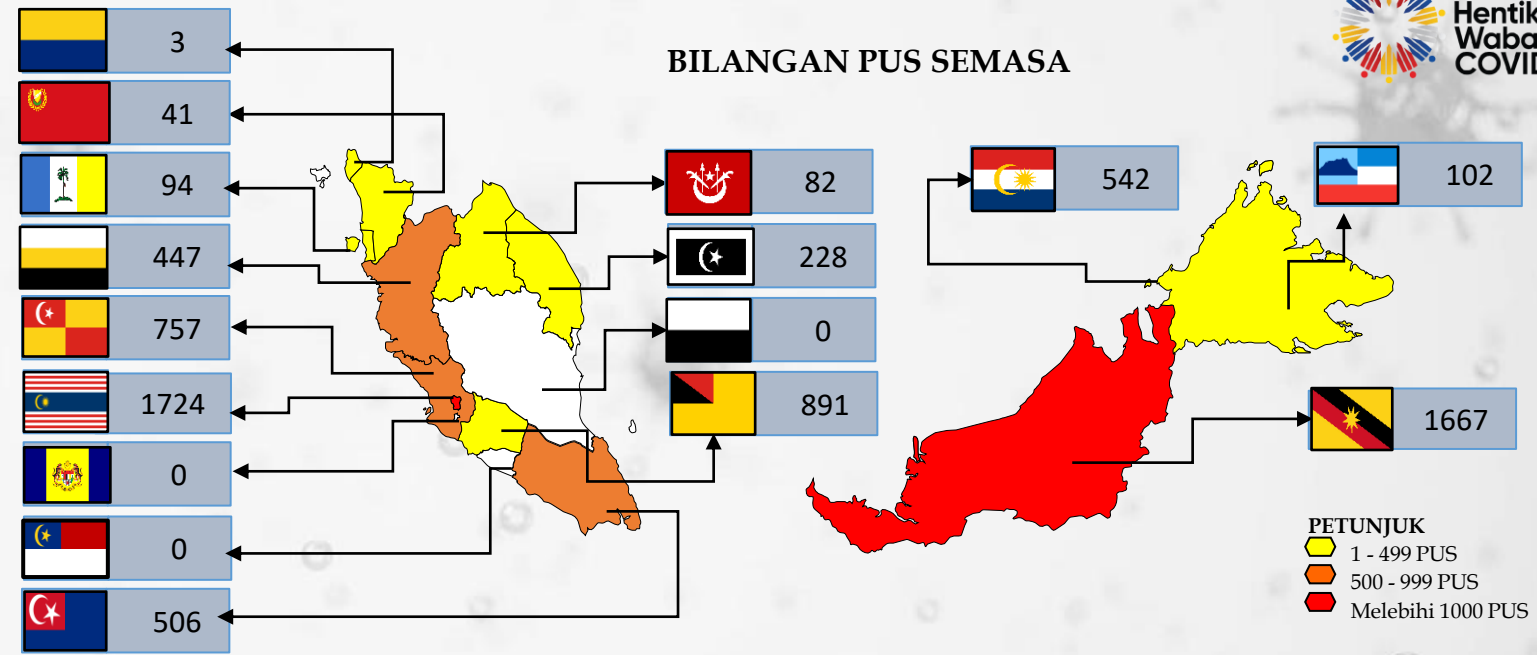 BILANGAN PUS SEMASA
Hentik
Waba
COVID
3
41
94
447
757
1724
0
0
506
82
228
0
891
542
102
1667
PETUNJUK
1 - 499 PUS
500 - 999 PUS
Melebihi 1000 PUS